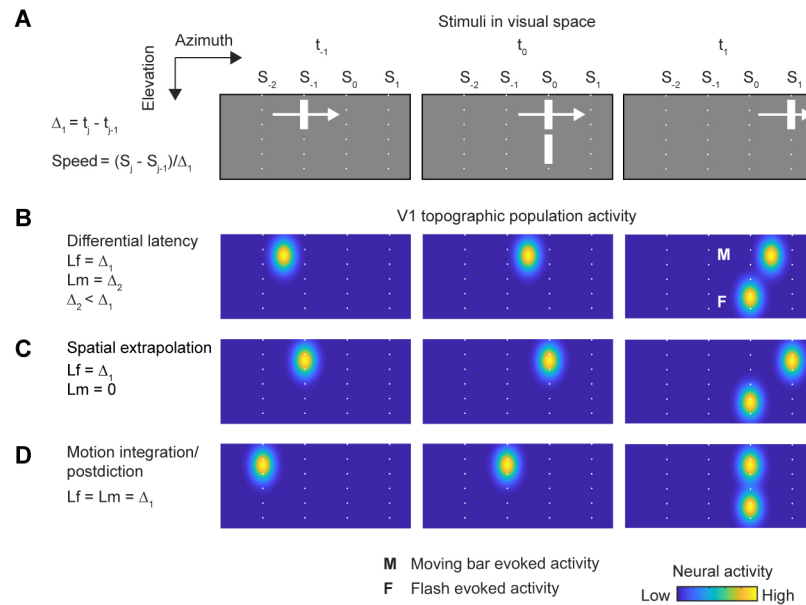 A
Stimuli in visual space
Azimuth
Elevation
t-1
t0
t1
S-2 S-1 S0 S1
S-2 S-1 S0 S1
S-2 S-1 S0 S1
Δ1 = tj - tj-1
Speed = (Sj - Sj-1)/Δ1
B
V1 topographic population activity
Differential latency
Lf = Δ1
Lm = Δ2
Δ2 < Δ1
M
F
C
Spatial extrapolation
Lf = Δ1
Lm = 0
D
Motion integration/
postdiction
Lf = Lm = Δ1
M Moving bar evoked activity
F Flash evoked activity
Neural activity
Low High